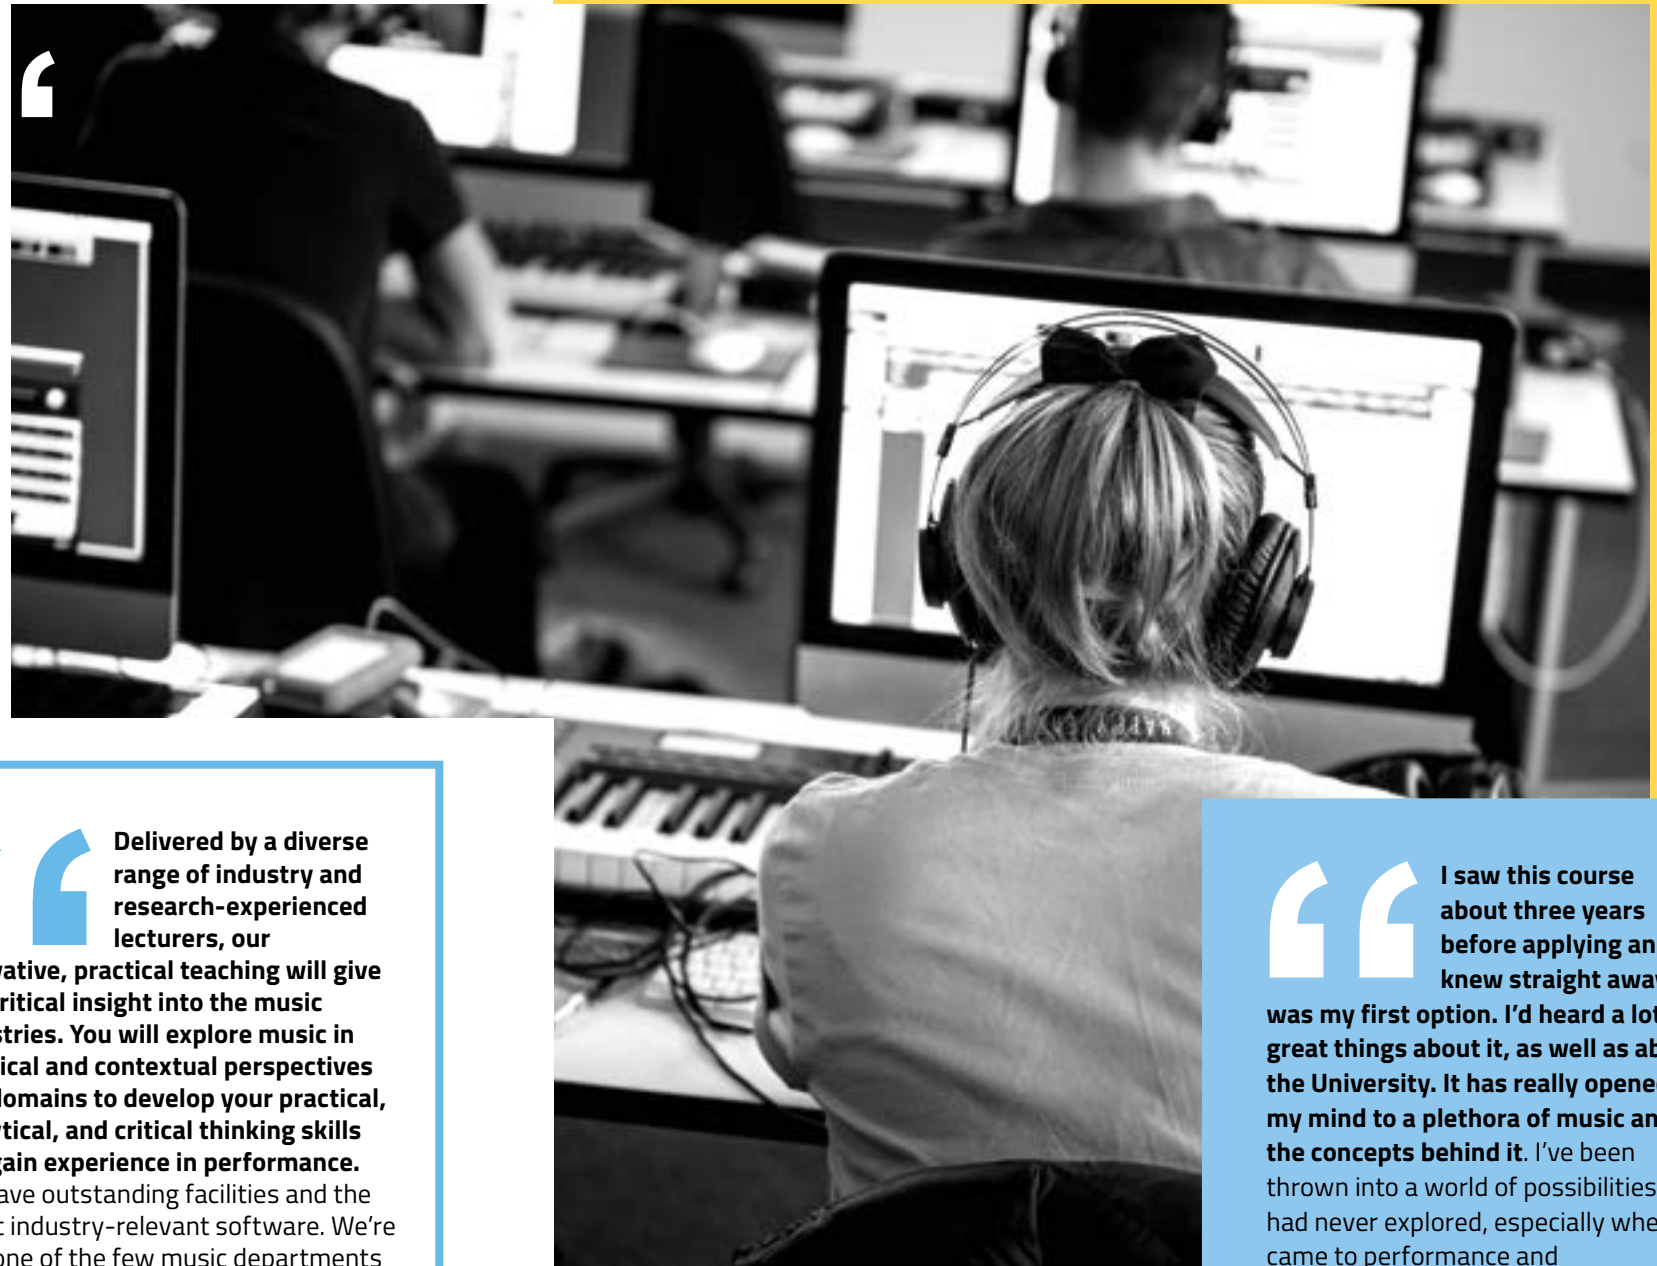 ‘
“ Delivered by a diverse
range of industry and
research-experienced
lecturers, our
vative, practical teaching will give
ritical insight into the music
stries. You will explore music in
ical and contextual perspectives
domains to develop your practical,
tical, and critical thinking skills
gain experience in performance.
ave outstanding facilities and the
t industry-relevant software. We’re
one of the few music departments
“ I saw this course
about three years
before applying an
knew straight away
was my first option. I’d heard a lot
great things about it, as well as ab
the University. It has really opened
my mind to a plethora of music an
the concepts behind it. I’ve been
thrown into a world of possibilities
had never explored, especially whe
came to performance and